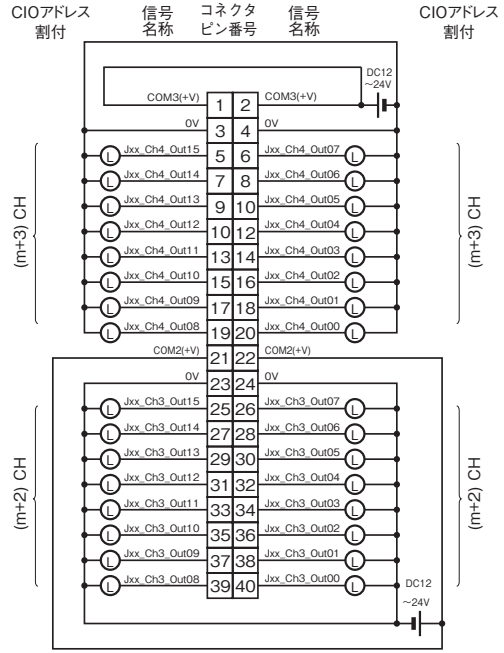 CIOアドレス 割付 信号 名称 コネクタ ピン番号 信号 名称 CIOアドレス 割付
DC12 ～24V
COM3(+V) 1 2 COM3(+V)
0V 3 4 0V
L Jxx_Ch4_Out15 5 6 Jxx_Ch4_Out07 L
L Jxx_Ch4_Out14 7 8 Jxx_Ch4_Out06 L
L Jxx_Ch4_Out13 9 10 Jxx_Ch4_Out05 L
L Jxx_Ch4_Out12 10 12 Jxx_Ch4_Out04 L
L Jxx_Ch4_Out11 13 14 Jxx_Ch4_Out03 L
L Jxx_Ch4_Out10 15 16 Jxx_Ch4_Out02 L
L Jxx_Ch4_Out09 17 18 Jxx_Ch4_Out01 L
L Jxx_Ch4_Out08 19 20 Jxx_Ch4_Out00 L
(m+3) CH
(m+3) CH
COM2(+V) 21 22 COM2(+V)
0V 23 24 0V
L Jxx_Ch3_Out15 25 26 Jxx_Ch3_Out07 L
L Jxx_Ch3_Out14 27 28 Jxx_Ch3_Out06 L
L Jxx_Ch3_Out13 29 30 Jxx_Ch3_Out05 L
L Jxx_Ch3_Out12 31 32 Jxx_Ch3_Out04 L
L Jxx_Ch3_Out11 33 34 Jxx_Ch3_Out03 L
L Jxx_Ch3_Out10 35 36 Jxx_Ch3_Out02 L
L Jxx_Ch3_Out09 37 38 Jxx_Ch3_Out01 L
L Jxx_Ch3_Out08 39 40 Jxx_Ch3_Out00 L
(m+2) CH
(m+2) CH
DC12
～24V